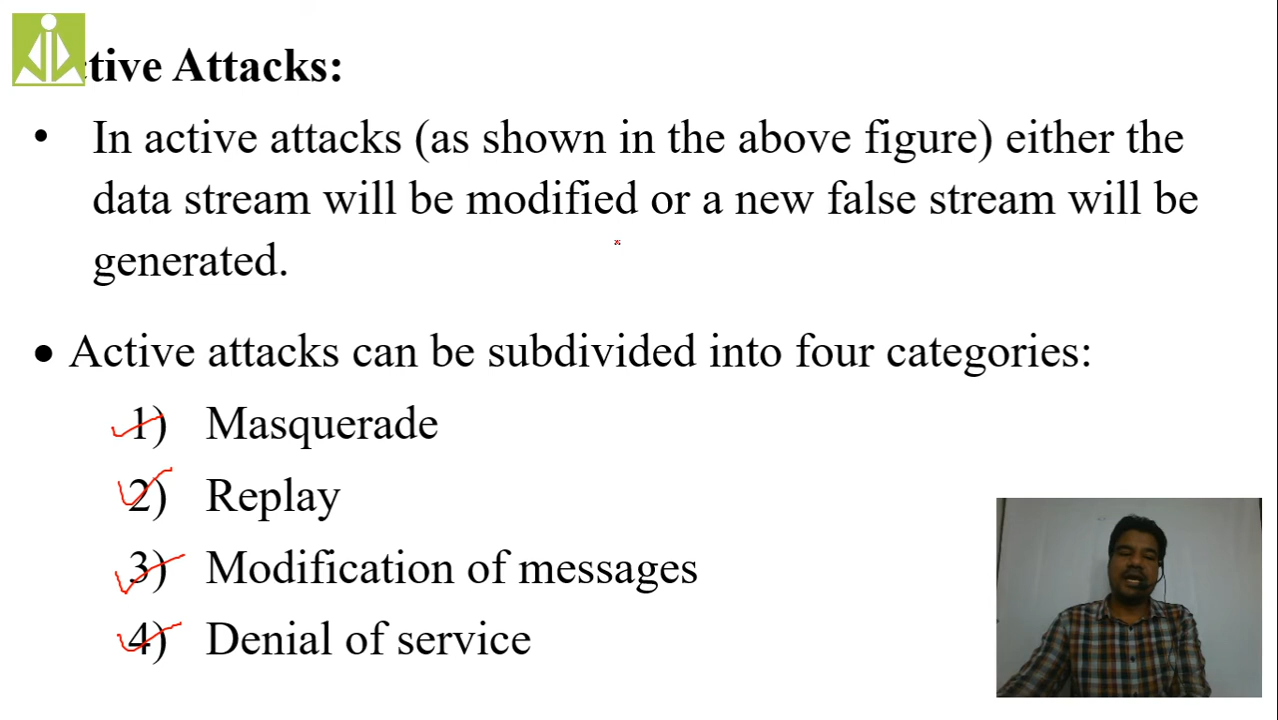 ctive Attacks:
• In active attacks (as shown in the above figure) either the
data stream will be modified or a new false stream will be
generated.
• Active attacks can be subdivided into four categories:
1) Masquerade
2) Replay
3) Modification of messages
4) Denial of service